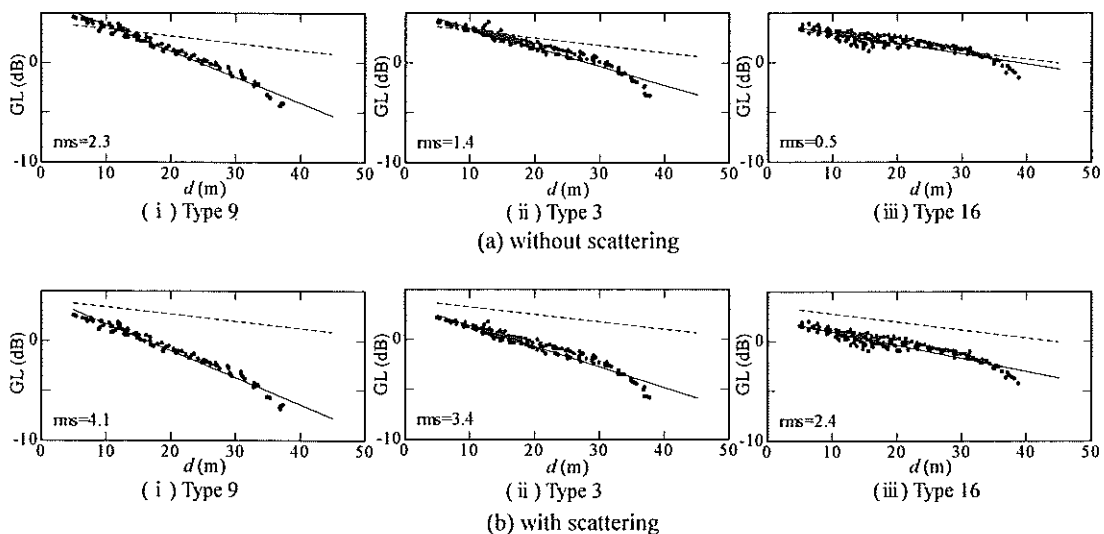 GL (dB)
0
-10
rms=2.3
0 10 20 30 40 50
d (m)
( i ) Type 9
GL (dB)
0
-10
rms=1.4
0 10 20 30 40 50
d (m)
( ii ) Type 3
GL (dB)
0
-10
rms=0.5
0 10 20 30 40 50
d (m)
(iii) Type 16
(a) without scattering
GL (dB)
0
-10
rms=4.1
0 10 20 30 40 50
d (m)
( i ) Type 9
GL (dB)
0
-10
rms=3.4
0 10 20 30 40 50
d (m)
( ii ) Type 3
GL (dB)
0
-10
rms=2.4
0 10 20 30 40 50
d (m)
(iii) Type 16
(b) with scattering